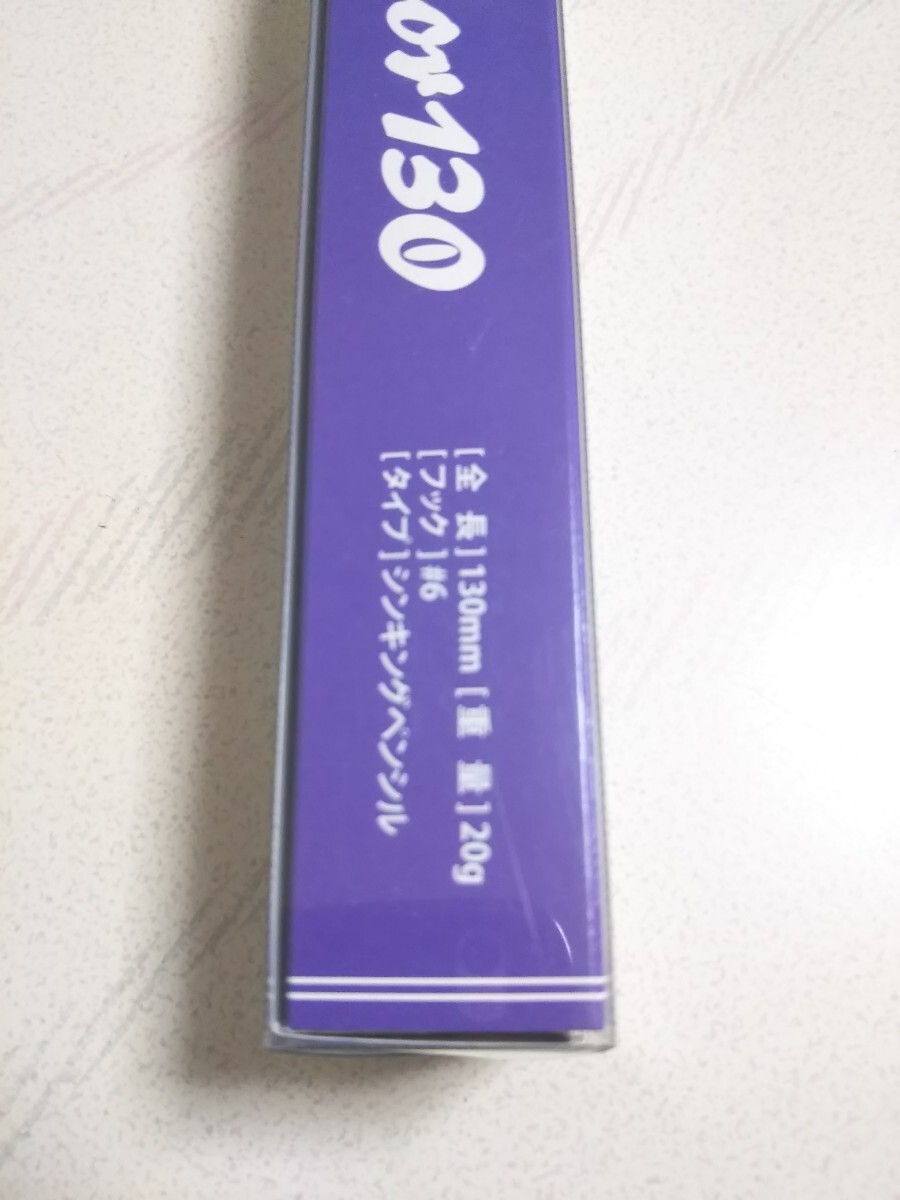 or130
[全 長]130mm [重 量]20g
[フック]#6
[タイプ]シンキングペンシル